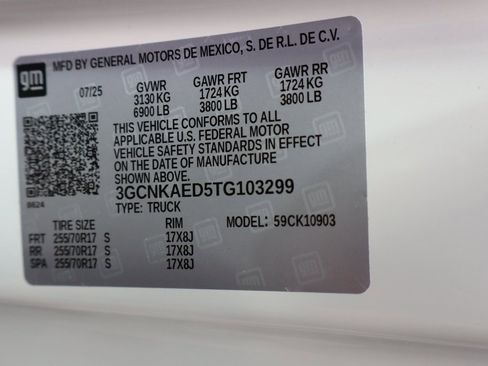 gm
MFD BY GENERAL MOTORS DE MEXICO, S. DE R.L. DE C.V.
07/25 GVWR GAWR FRT GAWR RR
3130 KG 1724 KG 1724 KG
6900 LB 3800 LB 3800 LB
THIS VEHICLE CONFORMS TO ALL
APPLICABLE U.S. FEDERAL MOTOR
VEHICLE SAFETY STANDARDS IN EFFECT
ON THE DATE OF MANUFACTURE
SHOWN ABOVE.
3GCNKAED5TG103299
TYPE: TRUCK MODEL: 59CK10903
TIRE SIZE RIM
FRT 255/70R17 S 17X8J
RR 255/70R17 S 17X8J
SPA 255/70R17 S 17X8J